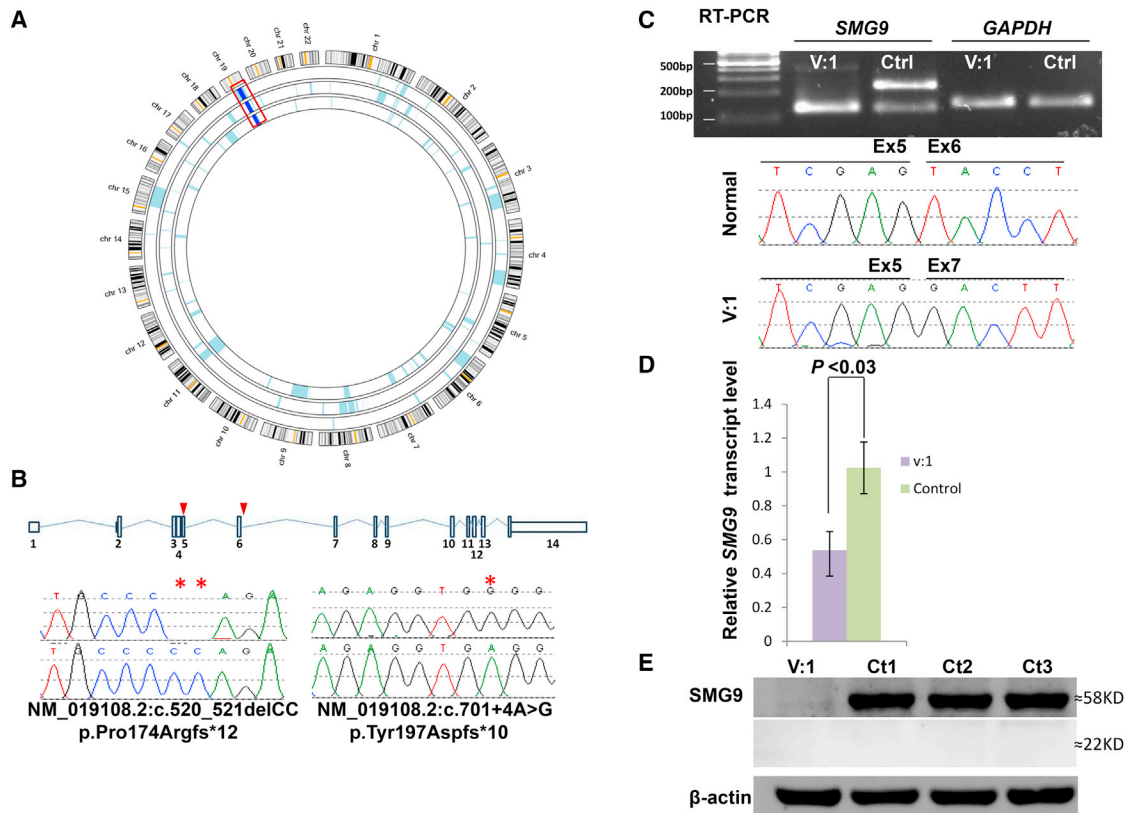 A
chr 1
chr 2
chr 3
chr 4
chr 5
chr 6
chr 7
chr 8
chr 9
chr 10
chr 11
chr 12
chr 13
chr 14
chr 15
chr 16
chr 17
chr 18
chr 19
chr 20
chr 21
chr 22
B
1 2 3 4 5 6 7 8 9 10 11 12 13 14
* *
T G C C C A G A
T G C C C C C A G A
NM_019108.2:c.520_521delCC
p.Pro174Argfs*12
*
A G A G G T G G G G
A G A G G T G A G G
NM_019108.2:c.701+4A>G
p.Tyr197Aspfs*10
C
RT-PCR
SMG9 GAPDH
V:1 Ctrl V:1 Ctrl
500bp
200bp
100bp
Ex5 Ex6
T C G A G T A C C T
Normal
Ex5 Ex7
T C G A G G A C T T
V:1
D
P <0.03
Relative SMG9 transcript level
1.4
1.2
1
0.8
0.6
0.4
0.2
0
v:1
Control
E
V:1 Ct1 Ct2 Ct3
SMG9 ≈58KD
≈22KD
β-actin